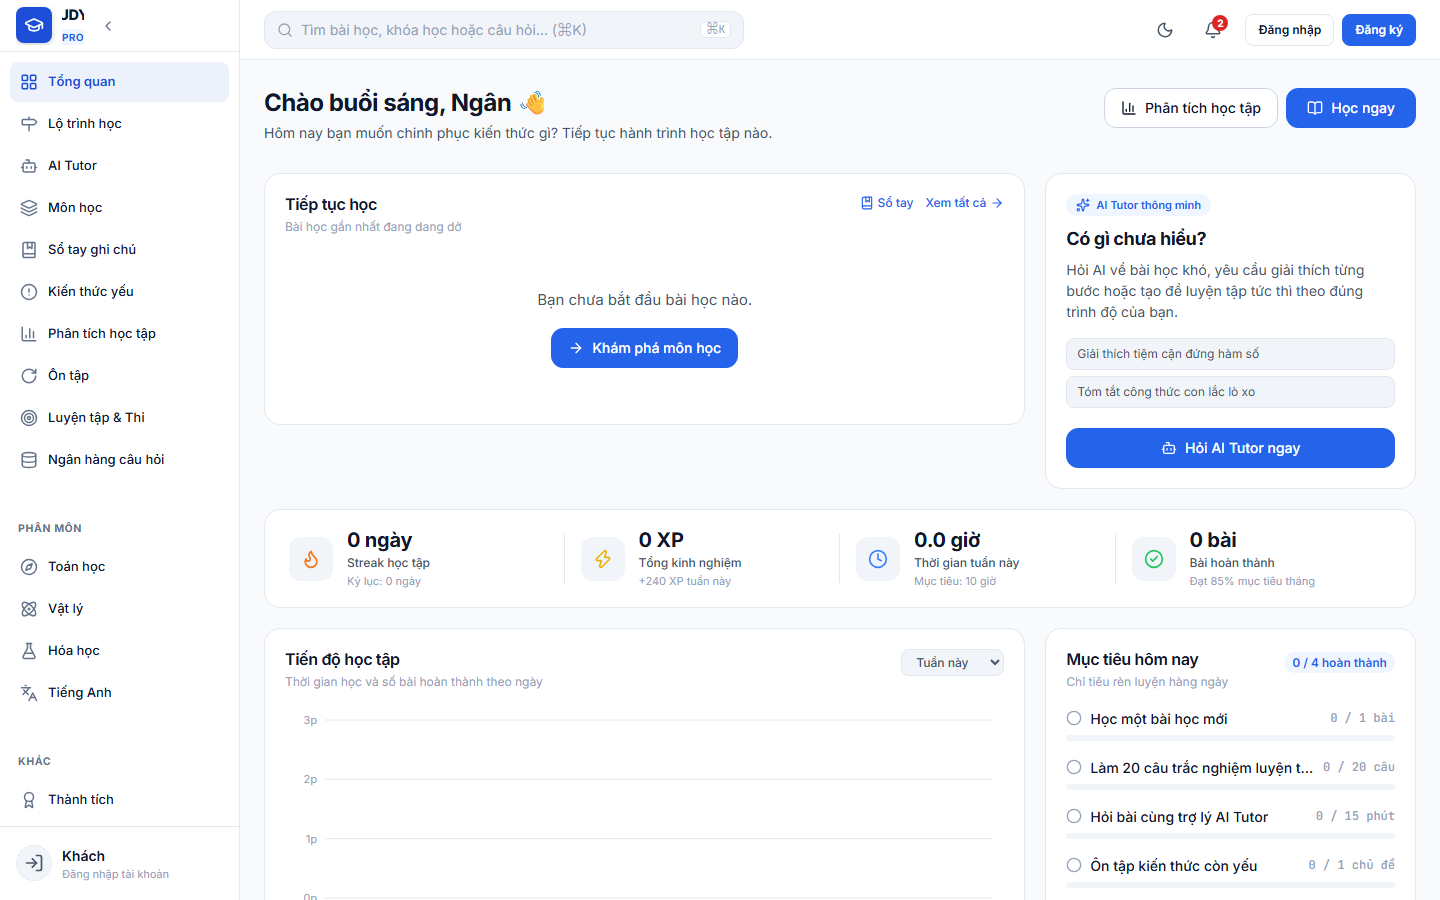 JDY
PRO
Tổng quan
Lộ trình học
AI Tutor
Môn học
Sổ tay ghi chú
Kiến thức yếu
Phân tích học tập
Ôn tập
Luyện tập & Thi
Ngân hàng câu hỏi
PHÂN MÔN
Toán học
Vật lý
Hóa học
Tiếng Anh
KHÁC
Thành tích
Khách
Đăng nhập tài khoản
Tìm bài học, khóa học hoặc câu hỏi... (⌘K)
⌘K
2
Đăng nhập
Đăng ký
Chào buổi sáng, Ngân 👋
Hôm nay bạn muốn chinh phục kiến thức gì? Tiếp tục hành trình học tập nào.
Phân tích học tập
Học ngay
Tiếp tục học
Bài học gần nhất đang dang dở
Sổ tay
Xem tất cả
Bạn chưa bắt đầu bài học nào.
Khám phá môn học
AI Tutor thông minh
Có gì chưa hiểu?
Hỏi AI về bài học khó, yêu cầu giải thích từng
bước hoặc tạo đề luyện tập tức thì theo đúng
trình độ của bạn.
Giải thích tiệm cận đứng hàm số
Tóm tắt công thức con lắc lò xo
Hỏi AI Tutor ngay
0 ngày
Streak học tập
Kỷ lục: 0 ngày
0 XP
Tổng kinh nghiệm
+240 XP tuần này
0.0 giờ
Thời gian tuần này
Mục tiêu: 10 giờ
0 bài
Bài hoàn thành
Đạt 85% mục tiêu tháng
Tiến độ học tập
Thời gian học và số bài hoàn thành theo ngày
Tuần này
3p
2p
1p
0p
Mục tiêu hôm nay
0 / 4 hoàn thành
Chỉ tiêu rèn luyện hàng ngày
Học một bài học mới
0 / 1 bài
Làm 20 câu trắc nghiệm luyện t...
0 / 20 câu
Hỏi bài cùng trợ lý AI Tutor
0 / 15 phút
Ôn tập kiến thức còn yếu
0 / 1 chủ đề